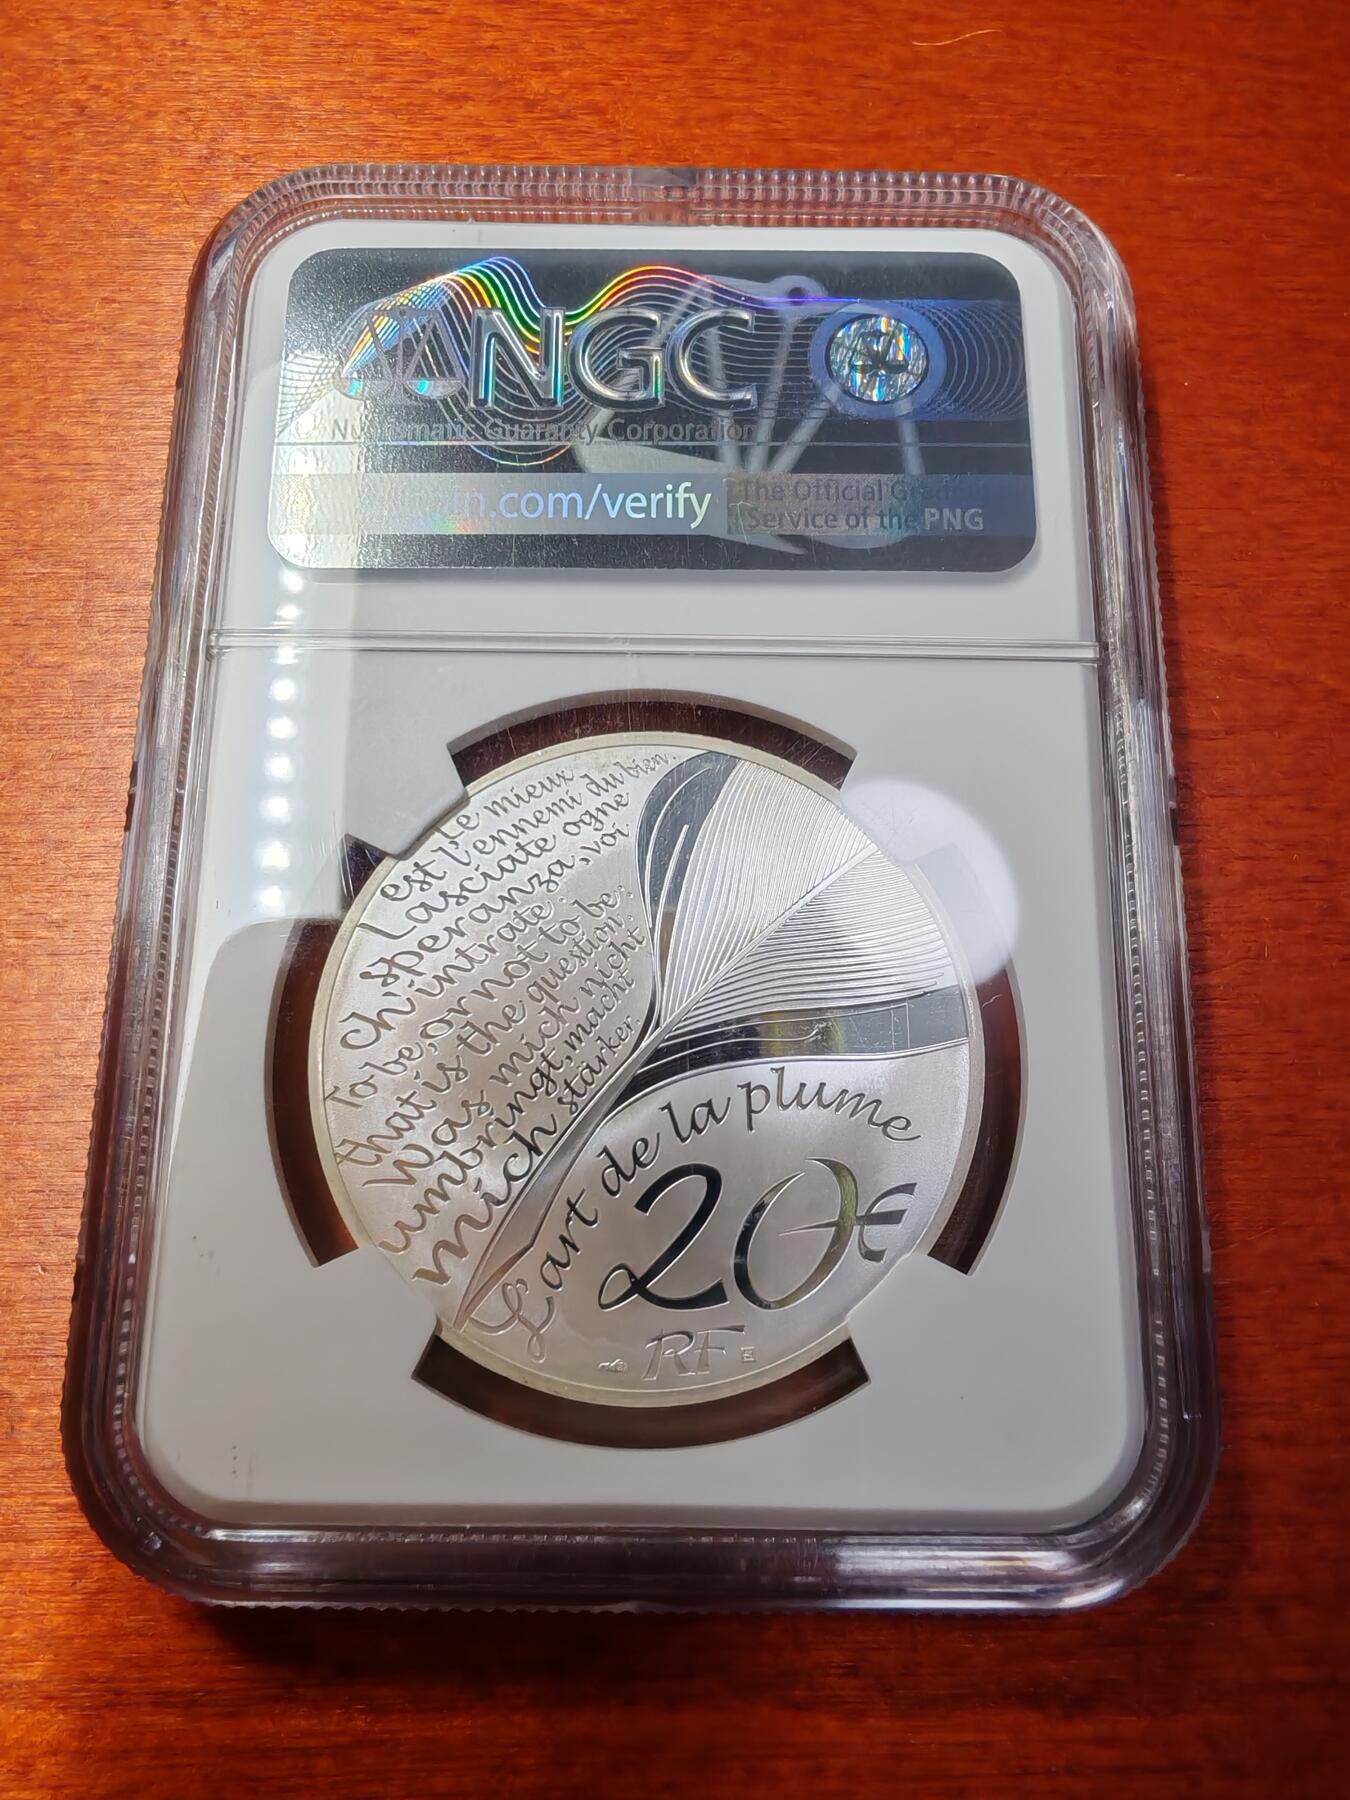 NGC
Numismatic Guaranty Corporation
in.com/verify
The Official Grading
Service of the PNG
Le mieux
est l'ennemi du bien.
Lasciate ogne
speranza, voi
ch'intrate.
To be, or not to be:
that is the question.
Was mich nicht
umbringt, macht
mich stärker.
L'art de la plume
20€
RF